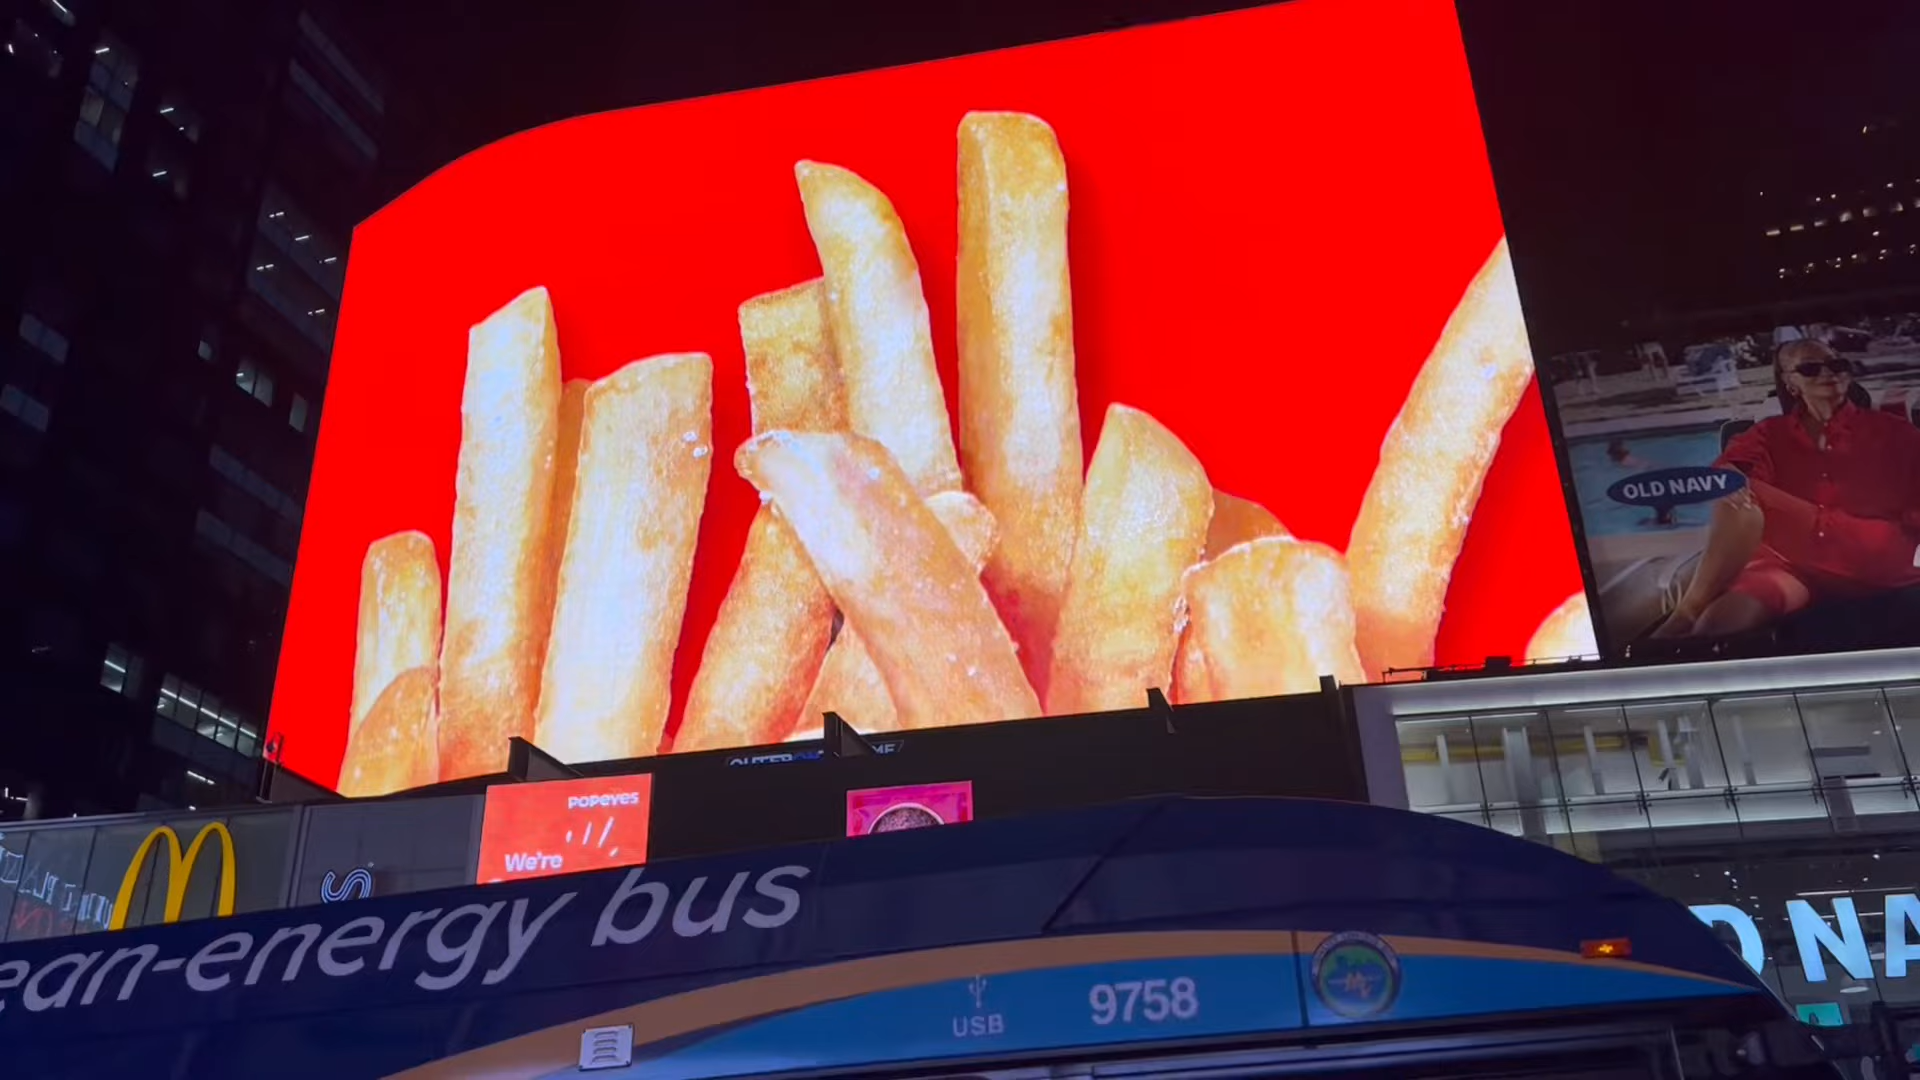 OLD NAVY
POPEYES
We're
ean-energy bus
D NA
USB
9758